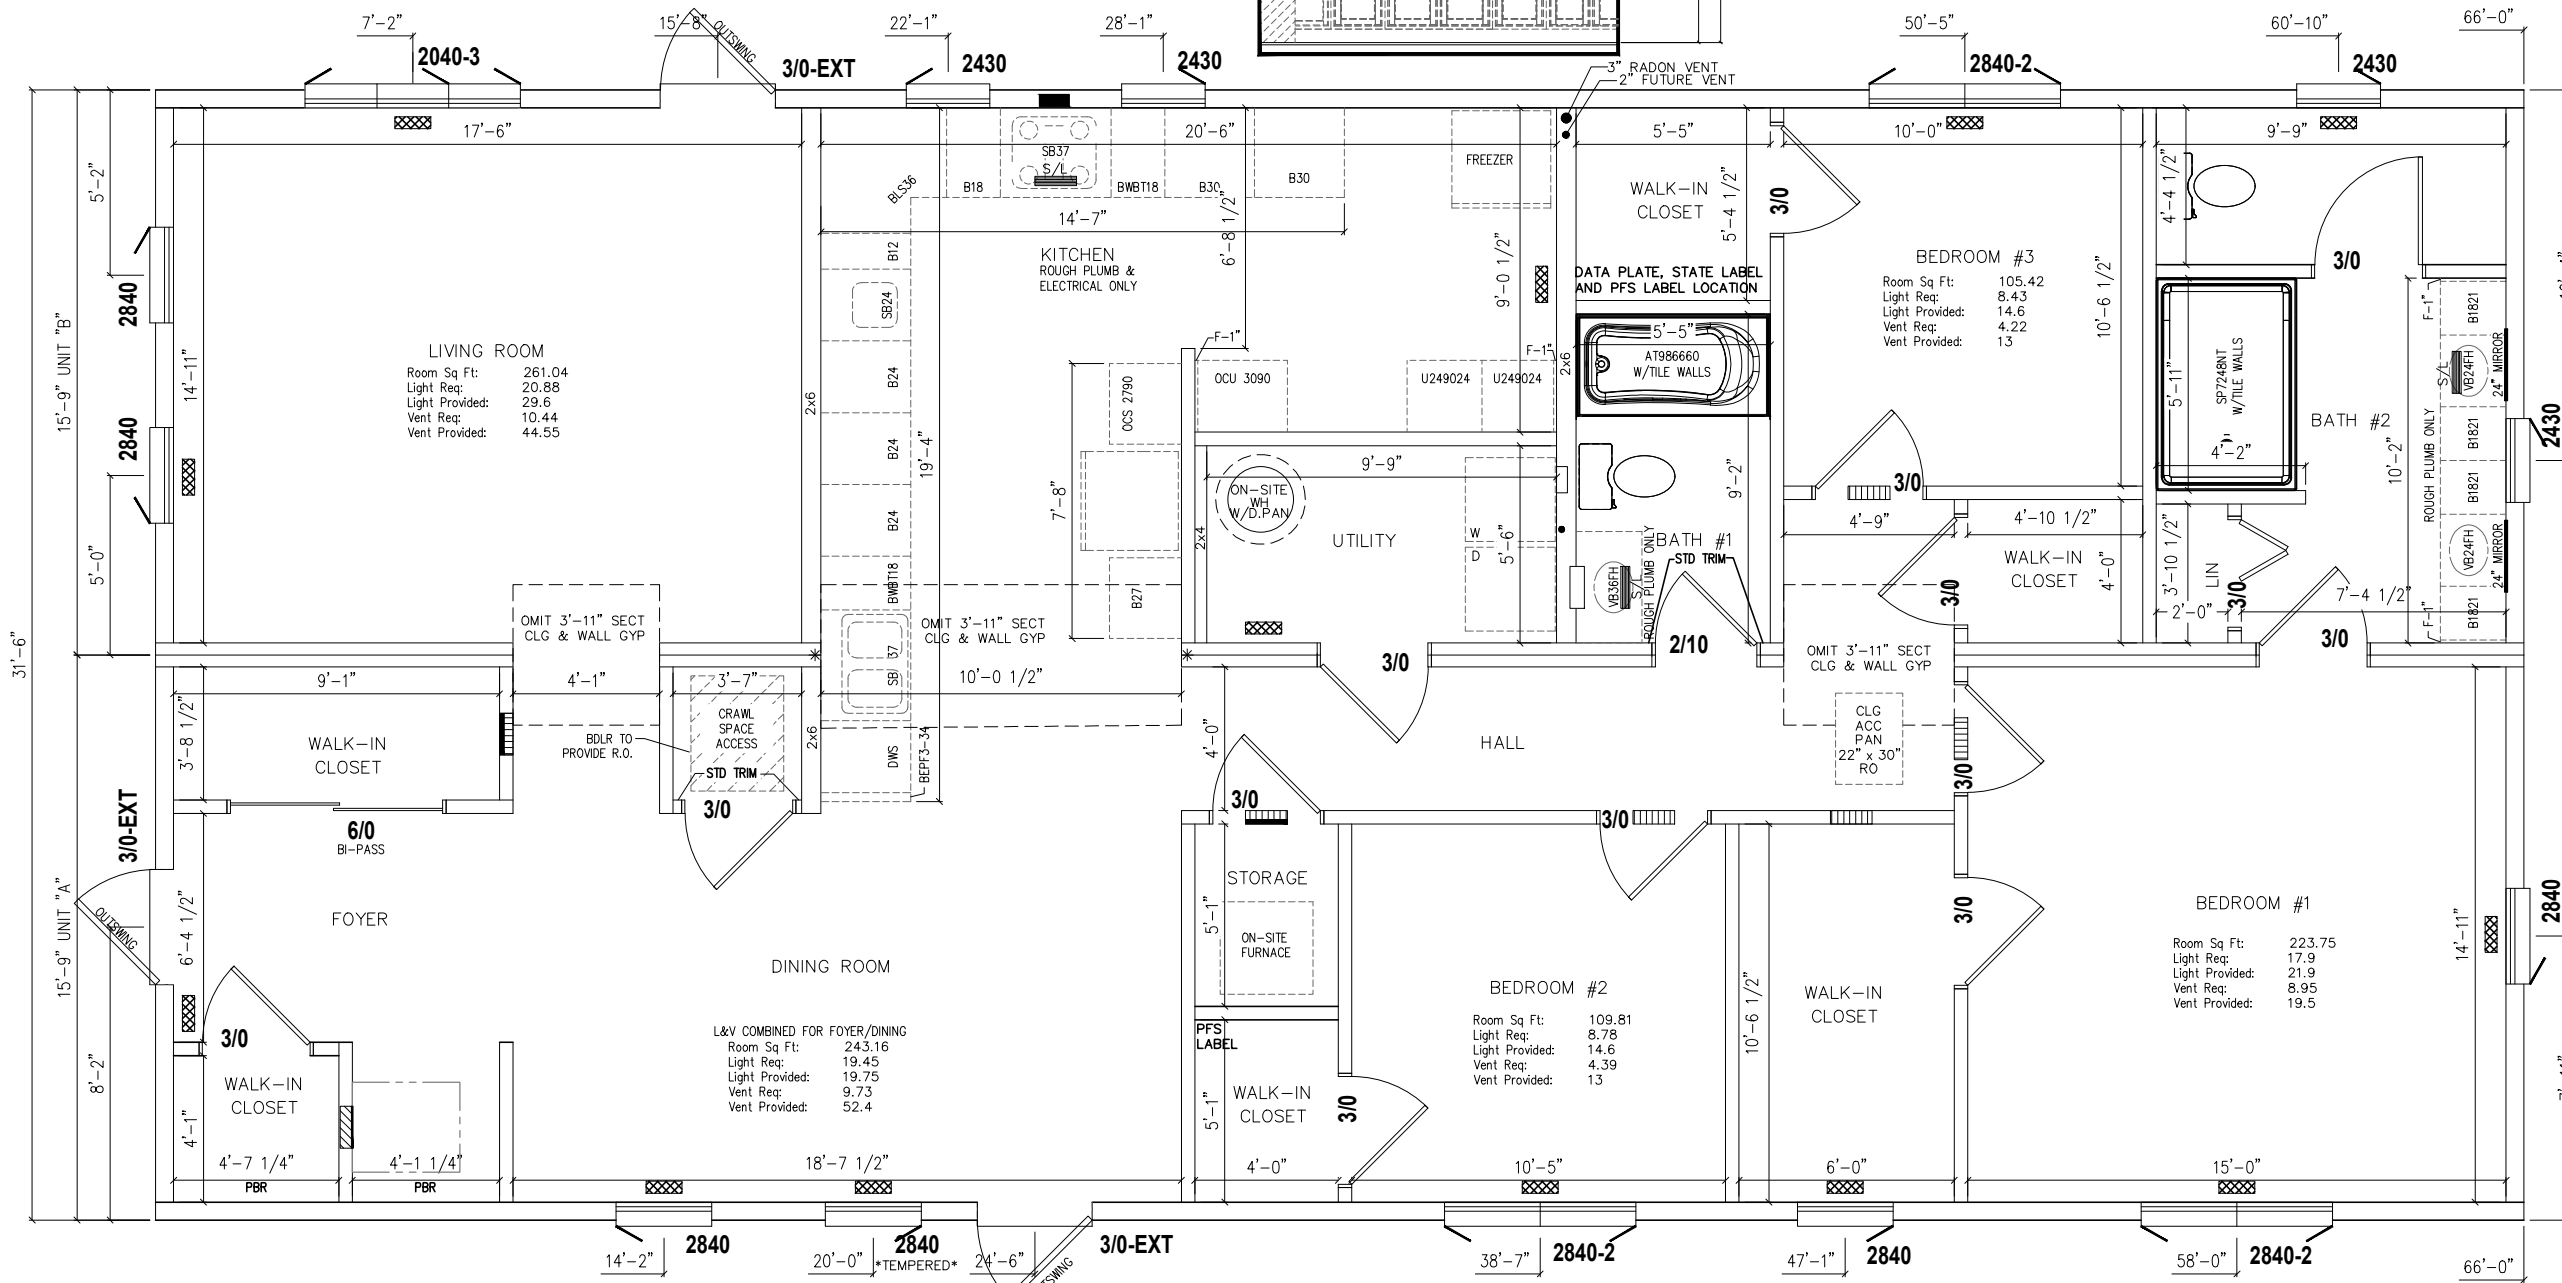 7'-2"
15'-8"
22'-1"
28'-1"
50'-5"
60'-10"
66'-0"
OUTSWING
2040-3
3/0-EXT
2430
2430
2840-2
2430
3" RADON VENT
2" FUTURE VENT
17'-6"
20'-6"
5'-5"
10'-0"
9'-9"
5'-2"
BLS36
B18
SB37
S/L
BWBT18
B30
B30
FREEZER
WALK-IN
CLOSET
5'-4 1/2"
3/0
4'-4 1/2"
14'-7"
6'-8 1/2"
B12
KITCHEN
ROUGH PLUMB &
ELECTRICAL ONLY
9'-0 1/2"
DATA PLATE, STATE LABEL
AND PFS LABEL LOCATION
BEDROOM #3
Room Sq Ft: 105.42
Light Req: 8.43
Light Provided: 14.6
Vent Req: 4.22
Vent Provided: 13
10'-6 1/2"
3/0
2840
2840
15'-9" UNIT "B"
31'-6"
14'-11"
LIVING ROOM
Room Sq Ft: 261.04
Light Req: 20.88
Light Provided: 29.6
Vent Req: 10.44
Vent Provided: 44.55
2x6
SB24
B24
B24
B24
BWBT18
19'-4"
F-1"
OCS 2790
OCU 3090
U249024
U249024
F-1"
2x6
5'-5"
AT986660
W/TILE WALLS
5'-11"
SP7248NT
W/TILE WALLS
4'-2"
BATH #2
F-1"
B1821
S/L
VB24FH
24" MIRROR
B1821
B1821
VB24FH
24" MIRROR
B1821
F-1"
ROUGH PLUMB ONLY
10'-2"
2430
7'-8"
B27
2x4
ON-SITE
WH
W/D.PAN
9'-9"
UTILITY
W
D
5'-6"
9'-2"
BATH #1
STD TRIM
VB36FH
S/L
ROUGH PLUMB ONLY
2/10
3/0
4'-9"
4'-10 1/2"
WALK-IN
CLOSET
4'-0"
3/0
3'-10 1/2"
LIN
2'-0"
3/0
7'-4 1/2"
3/0
5'-0"
OMIT 3'-11" SECT
CLG & WALL GYP
OMIT 3'-11" SECT
CLG & WALL GYP
OMIT 3'-11" SECT
CLG & WALL GYP
3/0
9'-1"
4'-1"
3'-7"
SB 37
10'-0 1/2"
3'-8 1/2"
WALK-IN
CLOSET
BDLR TO
PROVIDE R.O.
CRAWL
SPACE
ACCESS
STD TRIM
2x6
DWS
BEPF3-34
4'-0"
HALL
CLG
ACC
PAN
22" x 30"
RO
3/0
3/0-EXT
6/0
BI-PASS
3/0
3/0
3/0
15'-9" UNIT "A"
OUTSWING
6'-4 1/2"
FOYER
STORAGE
5'-1"
ON-SITE
FURNACE
3/0
BEDROOM #1
Room Sq Ft: 223.75
Light Req: 17.9
Light Provided: 21.9
Vent Req: 8.95
Vent Provided: 19.5
14'-11"
2840
DINING ROOM
BEDROOM #2
Room Sq Ft: 109.81
Light Req: 8.78
Light Provided: 14.6
Vent Req: 4.39
Vent Provided: 13
10'-6 1/2"
WALK-IN
CLOSET
3/0
L&V COMBINED FOR FOYER/DINING
Room Sq Ft: 243.16
Light Req: 19.45
Light Provided: 19.75
Vent Req: 9.73
Vent Provided: 52.4
PFS
LABEL
8'-2"
WALK-IN
CLOSET
4'-1"
WALK-IN
CLOSET
5'-1"
3/0
4'-7 1/4"
4'-1 1/4"
18'-7 1/2"
4'-0"
10'-5"
6'-0"
15'-0"
PBR
PBR
2840
2840
*TEMPERED*
3/0-EXT
2840-2
2840
2840-2
14'-2"
20'-0"
24'-6"
38'-7"
47'-1"
58'-0"
66'-0"